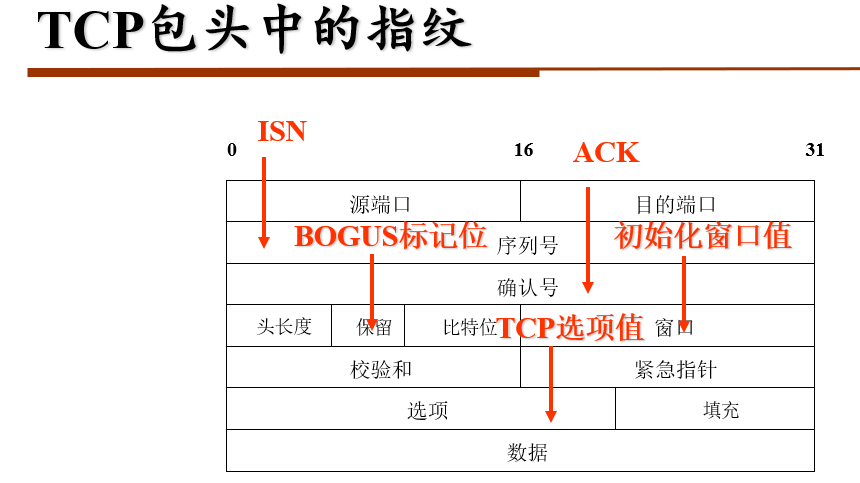 TCP包头中的指纹
ISN
0 16 31
ACK
源端口 目的端口
BOGUS标记位 序列号 初始化窗口值
确认号
头长度 保留 比特位 TCP选项值 窗口
校验和 紧急指针
选项 填充
数据